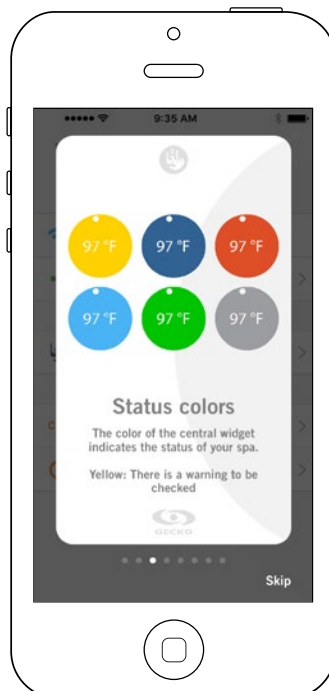 9:35 AM
97 °F 97 °F 97 °F
97 °F 97 °F 97 °F
Status colors
The color of the central widget
indicates the status of your spa.
Yellow: There is a warning to be
checked
GECKO
Skip